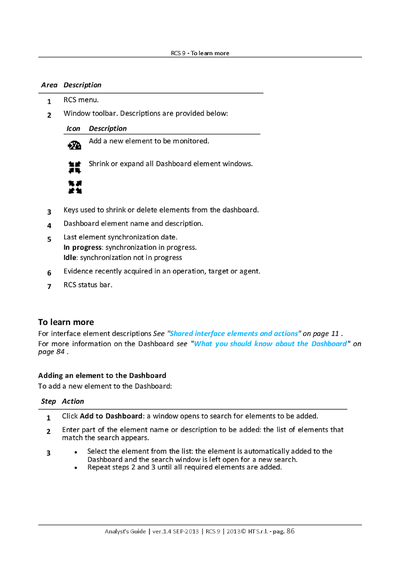 RCS 9 - To learn more
Area Description
1 RCS menu.
2 Window toolbar. Descriptions are provided below:
Icon Description
Add a new element to be monitored.
Shrink or expand all Dashboard element windows.
3 Keys used to shrink or delete elements from the dashboard.
4 Dashboard element name and description.
5 Last element synchronization date.
In progress: synchronization in progress.
Idle: synchronization not in progress
6 Evidence recently acquired in an operation, target or agent.
7 RCS status bar.
To learn more
For interface element descriptions See "Shared interface elements and actions" on page 11 .
For more information on the Dashboard see "What you should know about the Dashboard" on
page 84 .
Adding an element to the Dashboard
To add a new element to the Dashboard:
Step Action
1 Click Add to Dashboard: a window opens to search for elements to be added.
2 Enter part of the element name or description to be added: the list of elements that
match the search appears.
3 • Select the element from the list: the element is automatically added to the
Dashboard and the search window is left open for a new search.
• Repeat steps 2 and 3 until all required elements are added.
Analyst's Guide | ver.1.4 SEP-2013 | RCS 9 | 2013© HT S.r.l. - pag. 86